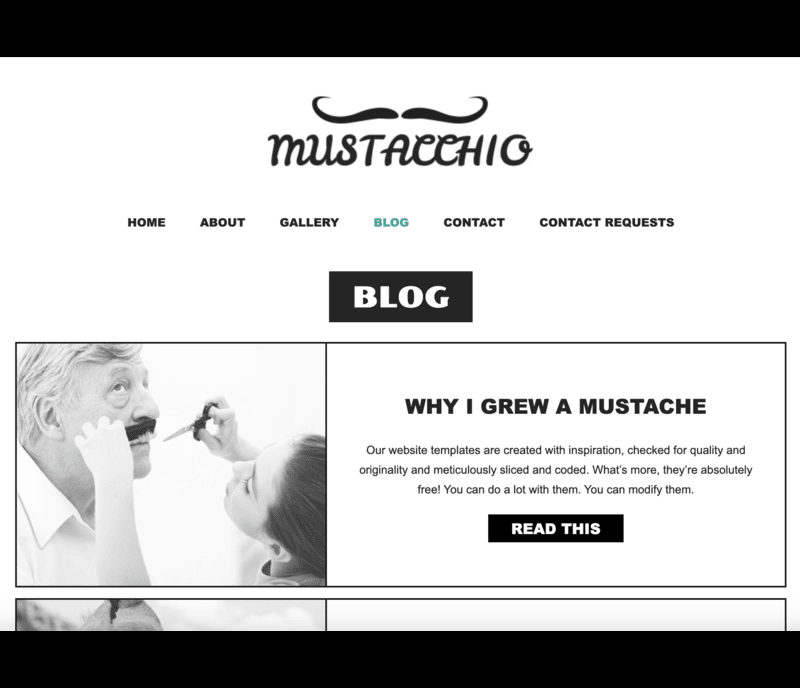 MUSTACCHIO
HOME ABOUT GALLERY BLOG CONTACT CONTACT REQUESTS
BLOG
WHY I GREW A MUSTACHE
Our website templates are created with inspiration, checked for quality and
originality and meticulously sliced and coded. What's more, they're absolutely
free! You can do a lot with them. You can modify them.
READ THIS